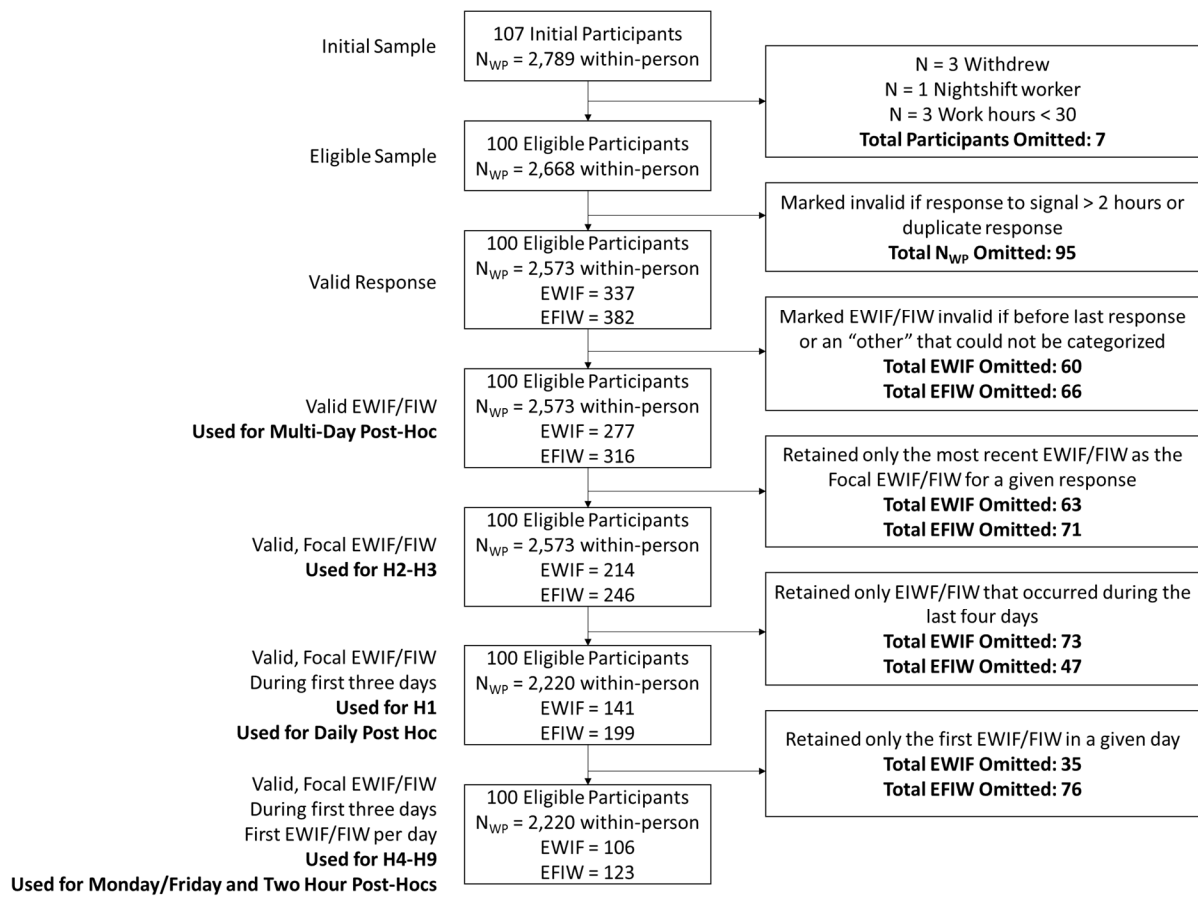 Initial Sample
107 Initial Participants
N_WP = 2,789 within-person
N = 3 Withdrew
N = 1 Nightshift worker
N = 3 Work hours < 30
Total Participants Omitted: 7
Eligible Sample
100 Eligible Participants
N_WP = 2,668 within-person
Marked invalid if response to signal > 2 hours or
duplicate response
Total N_WP Omitted: 95
Valid Response
100 Eligible Participants
N_WP = 2,573 within-person
EWIF = 337
EFIW = 382
Marked EWIF/FIW invalid if before last response
or an “other” that could not be categorized
Total EWIF Omitted: 60
Total EFIW Omitted: 66
Valid EWIF/FIW
Used for Multi-Day Post-Hoc
100 Eligible Participants
N_WP = 2,573 within-person
EWIF = 277
EFIW = 316
Retained only the most recent EWIF/FIW as the
Focal EWIF/FIW for a given response
Total EWIF Omitted: 63
Total EFIW Omitted: 71
Valid, Focal EWIF/FIW
Used for H2-H3
100 Eligible Participants
N_WP = 2,573 within-person
EWIF = 214
EFIW = 246
Retained only EIWF/FIW that occurred during the
last four days
Total EWIF Omitted: 73
Total EFIW Omitted: 47
Valid, Focal EWIF/FIW
During first three days
Used for H1
Used for Daily Post Hoc
100 Eligible Participants
N_WP = 2,220 within-person
EWIF = 141
EFIW = 199
Retained only the first EWIF/FIW in a given day
Total EWIF Omitted: 35
Total EFIW Omitted: 76
Valid, Focal EWIF/FIW
During first three days
First EWIF/FIW per day
Used for H4-H9
Used for Monday/Friday and Two Hour Post-Hocs
100 Eligible Participants
N_WP = 2,220 within-person
EWIF = 106
EFIW = 123